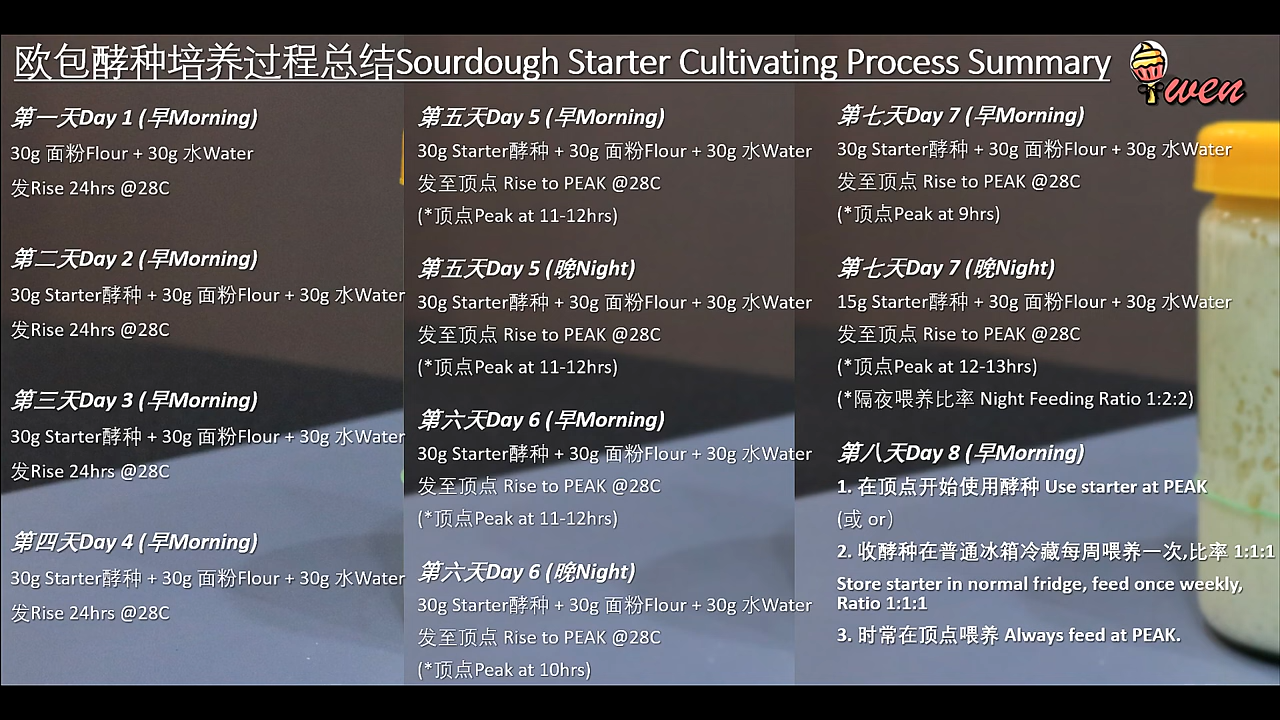 欧包酵种培养过程总结Sourdough Starter Cultivating Process Summary
wen
第一天Day 1 (早Morning)
30g 面粉Flour + 30g 水Water
发Rise 24hrs @28C
第二天Day 2 (早Morning)
30g Starter酵种 + 30g 面粉Flour + 30g 水Water
发Rise 24hrs @28C
第三天Day 3 (早Morning)
30g Starter酵种 + 30g 面粉Flour + 30g 水Water
发Rise 24hrs @28C
第四天Day 4 (早Morning)
30g Starter酵种 + 30g 面粉Flour + 30g 水Water
发Rise 24hrs @28C
第五天Day 5 (早Morning)
30g Starter酵种 + 30g 面粉Flour + 30g 水Water
发至顶点 Rise to PEAK @28C
(*顶点Peak at 11-12hrs)
第五天Day 5 (晚Night)
30g Starter酵种 + 30g 面粉Flour + 30g 水Water
发至顶点 Rise to PEAK @28C
(*顶点Peak at 11-12hrs)
第六天Day 6 (早Morning)
30g Starter酵种 + 30g 面粉Flour + 30g 水Water
发至顶点 Rise to PEAK @28C
(*顶点Peak at 11-12hrs)
第六天Day 6 (晚Night)
30g Starter酵种 + 30g 面粉Flour + 30g 水Water
发至顶点 Rise to PEAK @28C
(*顶点Peak at 10hrs)
第七天Day 7 (早Morning)
30g Starter酵种 + 30g 面粉Flour + 30g 水Water
发至顶点 Rise to PEAK @28C
(*顶点Peak at 9hrs)
第七天Day 7 (晚Night)
15g Starter酵种 + 30g 面粉Flour + 30g 水Water
发至顶点 Rise to PEAK @28C
(*顶点Peak at 12-13hrs)
(*隔夜喂养比率 Night Feeding Ratio 1:2:2)
第八天Day 8 (早Morning)
1. 在顶点开始使用酵种 Use starter at PEAK
(或 or）
2. 收酵种在普通冰箱冷藏每周喂养一次,比率 1:1:1
Store starter in normal fridge, feed once weekly,
Ratio 1:1:1
3. 时常在顶点喂养 Always feed at PEAK.